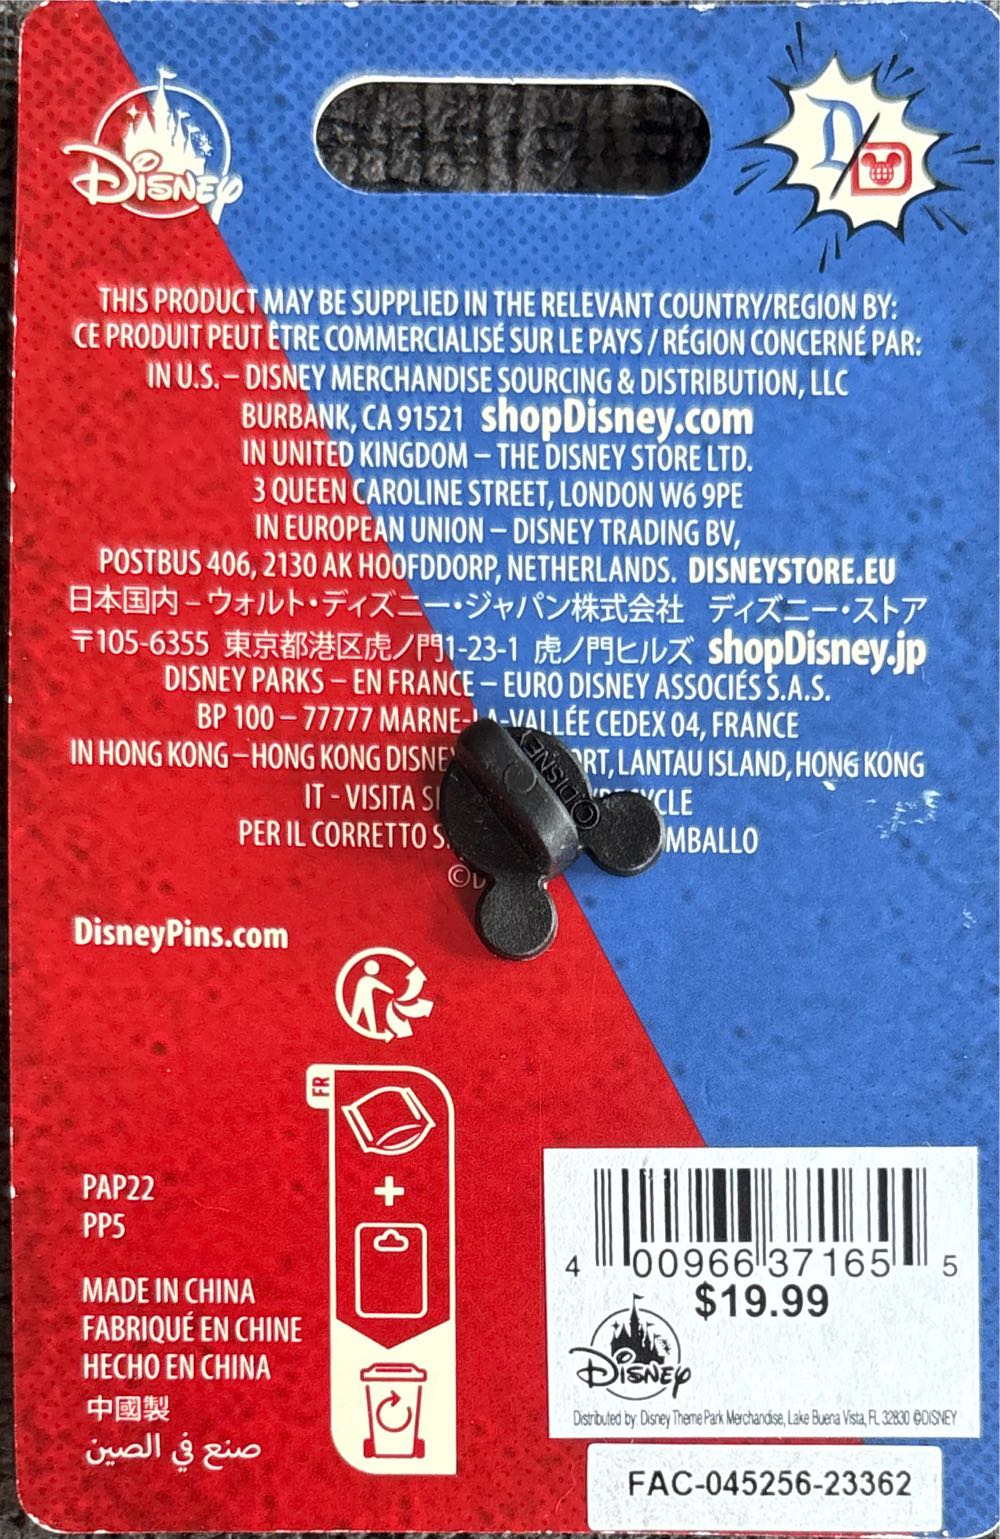 Disney
D/
THIS PRODUCT MAY BE SUPPLIED IN THE RELEVANT COUNTRY/REGION BY:
CE PRODUIT PEUT ÊTRE COMMERCIALISÉ SUR LE PAYS / RÉGION CONCERNÉ PAR:
IN U.S. – DISNEY MERCHANDISE SOURCING & DISTRIBUTION, LLC
BURBANK, CA 91521 shopDisney.com
IN UNITED KINGDOM – THE DISNEY STORE LTD.
3 QUEEN CAROLINE STREET, LONDON W6 9PE
IN EUROPEAN UNION – DISNEY TRADING BV,
POSTBUS 406, 2130 AK HOOFDDORP, NETHERLANDS. DISNEYSTORE.EU
日本国内 – ウォルト・ディズニー・ジャパン株式会社 ディズニー・ストア
〒105-6355 東京都港区虎ノ門1-23-1 虎ノ門ヒルズ shopDisney.jp
DISNEY PARKS – EN FRANCE – EURO DISNEY ASSOCIÉS S.A.S.
BP 100 – 77777 MARNE-LA-VALLÉE CEDEX 04, FRANCE
IN HONG KONG – HONG KONG DISNE RT, LANTAU ISLAND, HONG KONG
IT - VISITA
PER IL CORRETTO MBALLO
©DISNEY
©D
DisneyPins.com
FR
+
PAP22
PP5
MADE IN CHINA
FABRIQUÉ EN CHINE
HECHO EN CHINA
中國製
صنع في الصين
4 00966 37165 5
$19.99
Disney
Distributed by: Disney Theme Park Merchandise, Lake Buena Vista, FL 32830 ©DISNEY
FAC-045256-23362